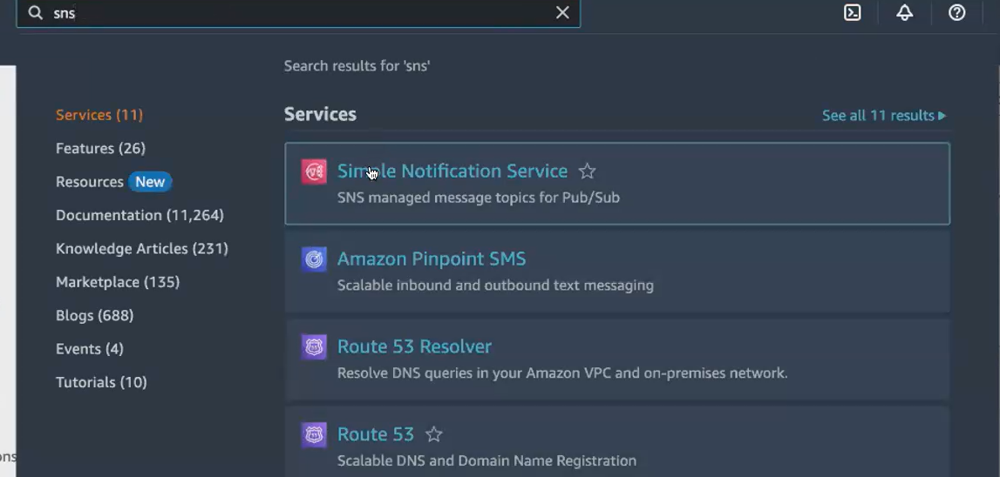 sns
Search results for 'sns'
Services (11)
Features (26)
Resources New
Documentation (11,264)
Knowledge Articles (231)
Marketplace (135)
Blogs (688)
Events (4)
Tutorials (10)
Services
See all 11 results
Simple Notification Service
SNS managed message topics for Pub/Sub
Amazon Pinpoint SMS
Scalable inbound and outbound text messaging
Route 53 Resolver
Resolve DNS queries in your Amazon VPC and on-premises network.
Route 53
Scalable DNS and Domain Name Registration